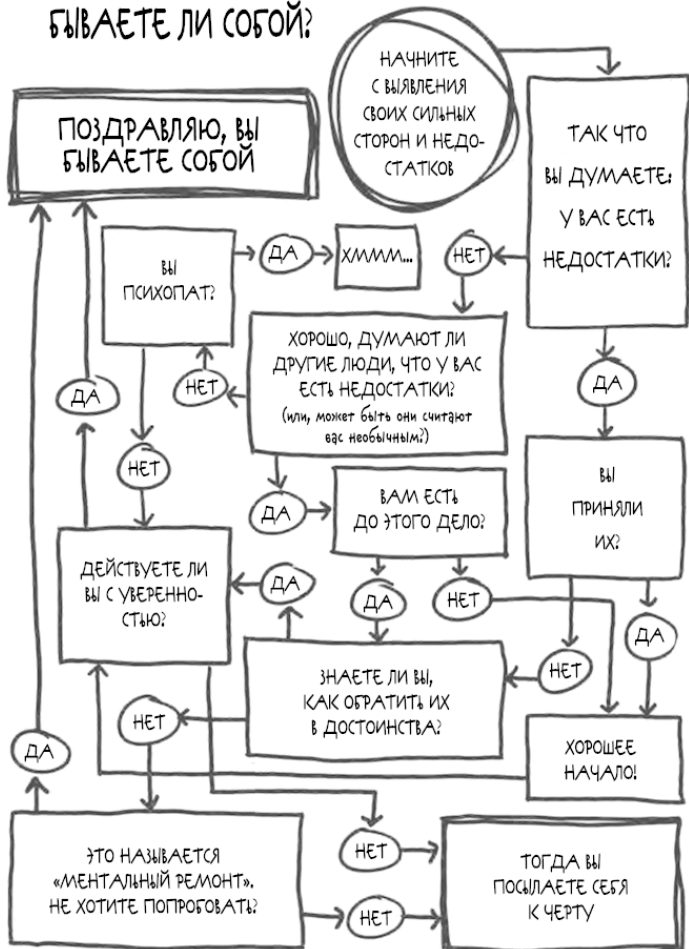 БЫВАЕТЕ ЛИ СОБОЙ?
НАЧНИТЕ
С ВЫЯВЛЕНИЯ
СВОИХ СИЛЬНЫХ
СТОРОН И НЕДО-
СТАТКОВ
ПОЗДРАВЛЯЮ, ВЫ
БЫВАЕТЕ СОБОЙ
ТАК ЧТО
ВЫ ДУМАЕТЕ:
У ВАС ЕСТЬ
НЕДОСТАТКИ?
ВЫ
ПСИХОПАТ?
ДА
ХМММ...
НЕТ
ХОРОШО, ДУМАЮТ ЛИ
ДРУГИЕ ЛЮДИ, ЧТО У ВАС
ЕСТЬ НЕДОСТАТКИ?
(или, может быть они считают
вас необычным?)
ДА
НЕТ
ДА
НЕТ
ДА
ВАМ ЕСТЬ
ДО ЭТОГО ДЕЛО?
ВЫ
ПРИНЯЛИ
ИХ?
ДЕЙСТВУЕТЕ ЛИ
ВЫ С УВЕРЕННО-
СТЬЮ?
ДА
ДА
НЕТ
ДА
ЗНАЕТЕ ЛИ ВЫ,
КАК ОБРАТИТЬ ИХ
В ДОСТОИНСТВА?
НЕТ
НЕТ
ДА
ХОРОШЕЕ
НАЧАЛО!
ЭТО НАЗЫВАЕТСЯ
«МЕНТАЛЬНЫЙ РЕМОНТ».
НЕ ХОТИТЕ ПОПРОБОВАТЬ?
НЕТ
НЕТ
ТОГДА ВЫ
ПОСЫЛАЕТЕ СЕБЯ
К ЧЕРТУ